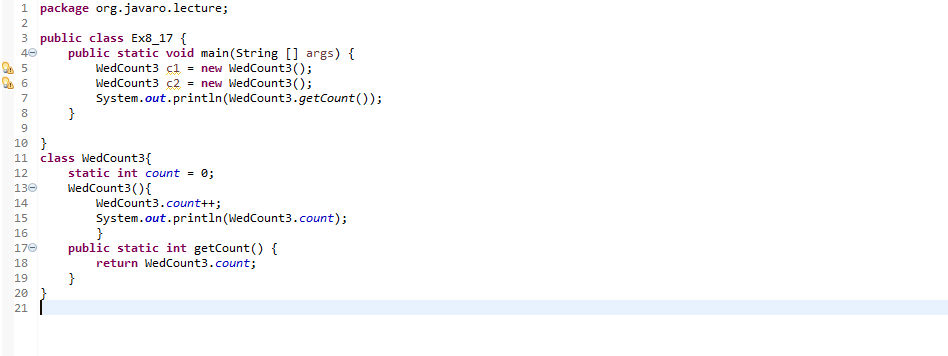 1 package org.javaro.lecture;
2
3 public class Ex8_17 {
4 public static void main(String [] args) {
5 WedCount3 c1 = new WedCount3();
6 WedCount3 c2 = new WedCount3();
7 System.out.println(WedCount3.getCount());
8 }
9
10 }
11 class WedCount3{
12 static int count = 0;
13 WedCount3(){
14 WedCount3.count++;
15 System.out.println(WedCount3.count);
16 }
17 public static int getCount() {
18 return WedCount3.count;
19 }
20 }
21